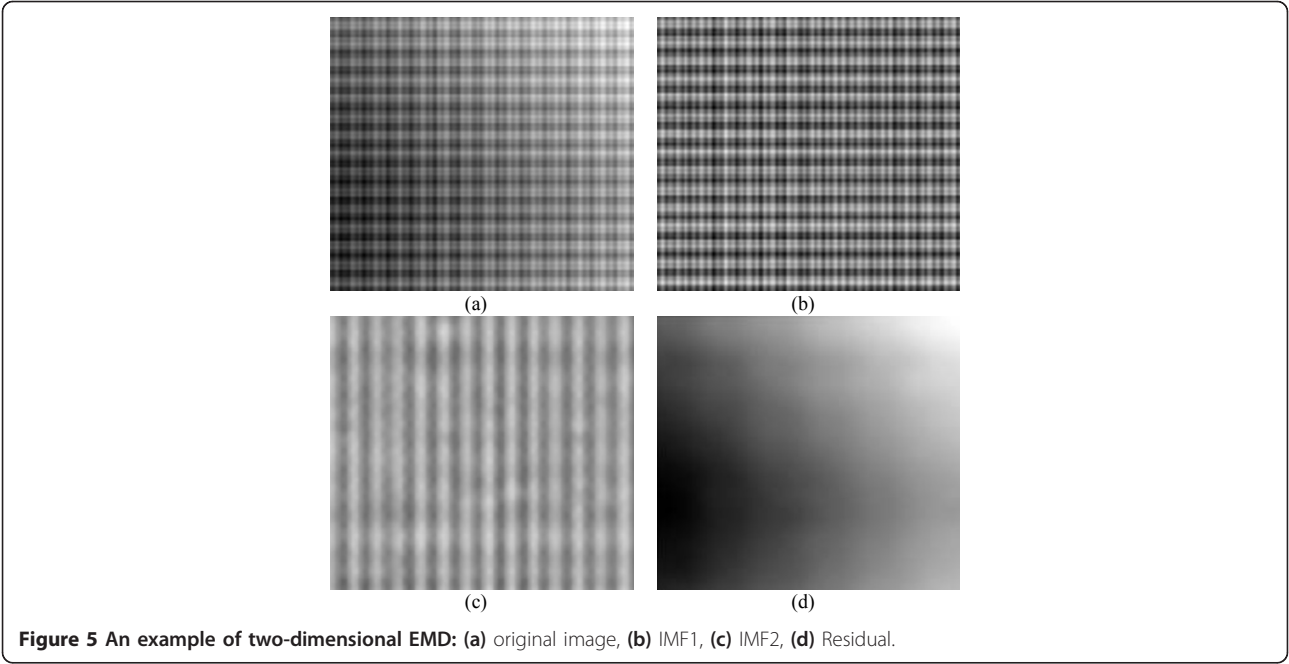 (a)
(b)
(c)
(d)
Figure 5 An example of two-dimensional EMD: (a) original image, (b) IMF1, (c) IMF2, (d) Residual.